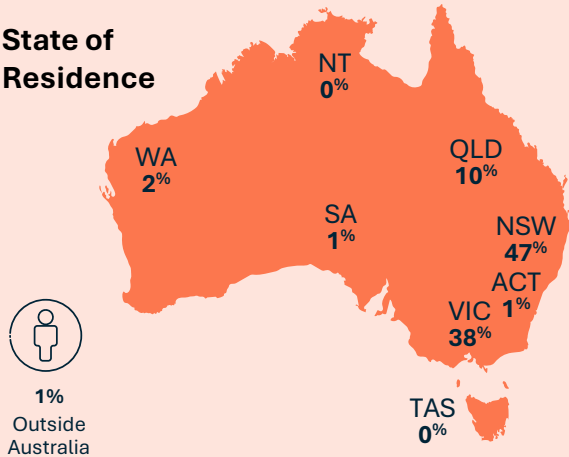 State of
Residence
NT
0%
WA
2%
QLD
10%
SA
1%
NSW
47%
ACT
1%
VIC
38%
TAS
0%
1%
Outside
Australia